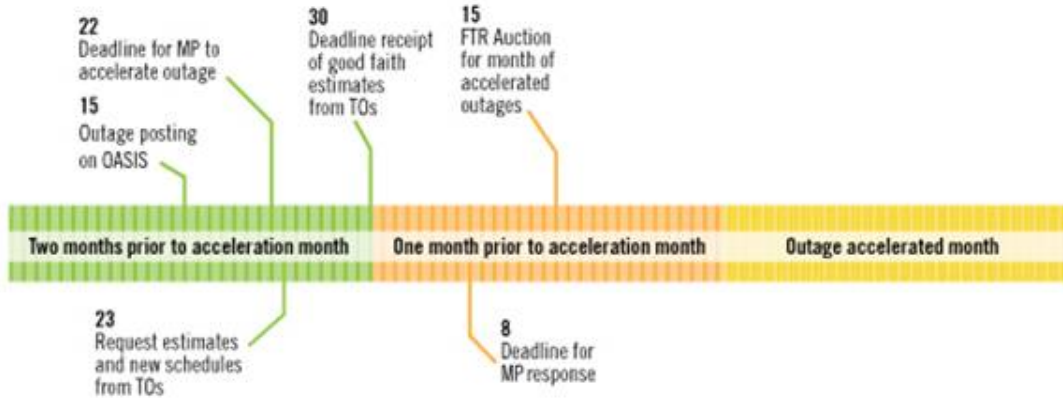 22
Deadline for MP to
accelerate outage
15
Outage posting
on OASIS
30
Deadline receipt
of good faith
estimates
from TOs
15
FTR Auction
for month of
accelerated
outages
Two months prior to acceleration month
One month prior to acceleration month
Outage accelerated month
23
Request estimates
and new schedules
from TOs
8
Deadline for
MP response